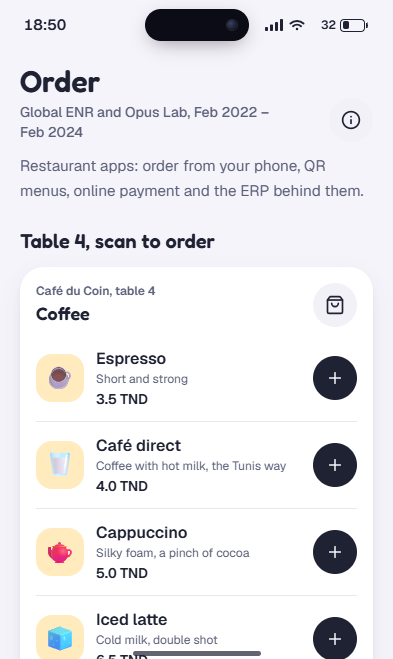 18:50
32
Order
Global ENR and Opus Lab, Feb 2022 –
Feb 2024
Restaurant apps: order from your phone, QR
menus, online payment and the ERP behind them.
Table 4, scan to order
Café du Coin, table 4
Coffee
Espresso
Short and strong
3.5 TND
Café direct
Coffee with hot milk, the Tunis way
4.0 TND
Cappuccino
Silky foam, a pinch of cocoa
5.0 TND
Iced latte
Cold milk, double shot
6.5 TND